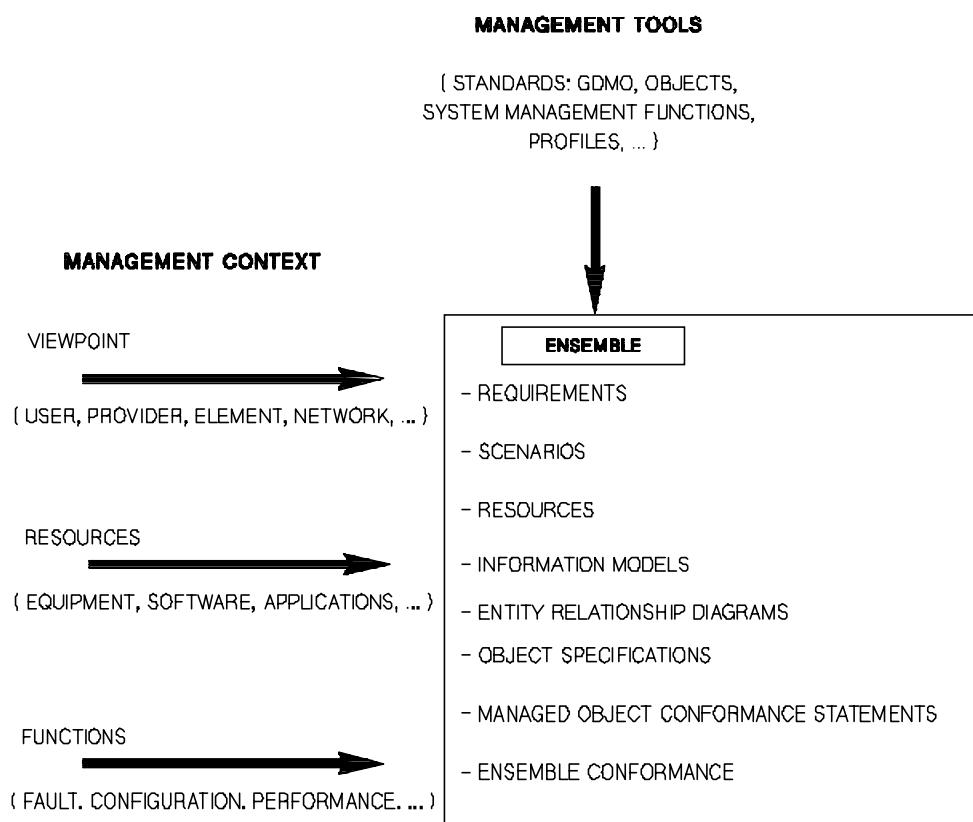 MANAGEMENT TOOLS
( STANDARDS: GDMO, OBJECTS,
SYSTEM MANAGEMENT FUNCTIONS,
PROFILES, ... )
MANAGEMENT CONTEXT
VIEWPOINT
( USER, PROVIDER, ELEMENT, NETWORK, ... )
RESOURCES
( EQUIPMENT, SOFTWARE, APPLICATIONS, ... )
FUNCTIONS
( FAULT. CONFIGURATION. PERFORMANCE. ... )
ENSEMBLE
- REQUIREMENTS
- SCENARIOS
- RESOURCES
- INFORMATION MODELS
- ENTITY RELATIONSHIP DIAGRAMS
- OBJECT SPECIFICATIONS
- MANAGED OBJECT CONFORMANCE STATEMENTS
- ENSEMBLE CONFORMANCE